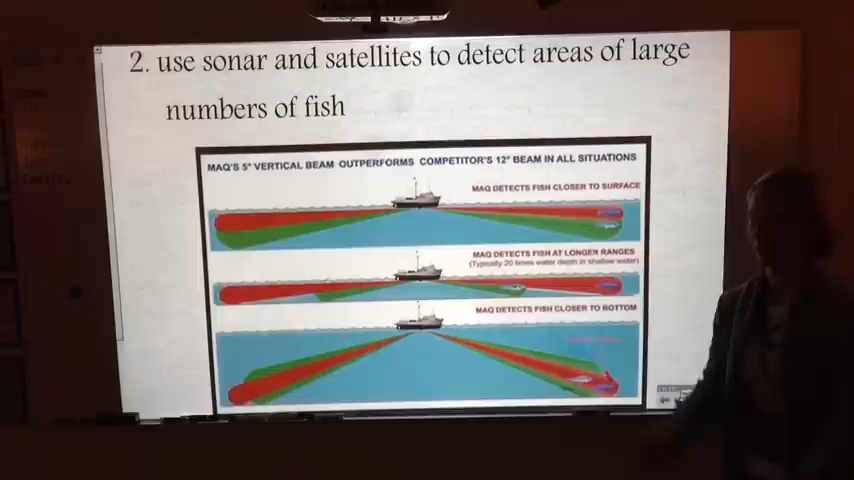 2. use sonar and satellites to detect areas of large
numbers of fish
MAQ'S 5° VERTICAL BEAM OUTPERFORMS COMPETITOR'S 12° BEAM IN ALL SITUATIONS
MAQ DETECTS FISH CLOSER TO SURFACE
MAQ DETECTS FISH AT LONGER RANGES
(Typically 20 times water depth in shallow water)
MAQ DETECTS FISH CLOSER TO BOTTOM